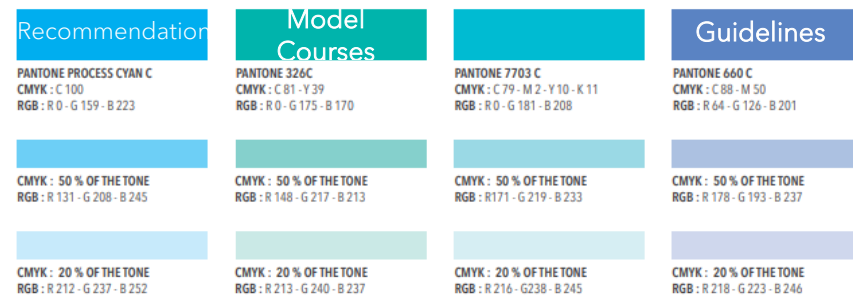 Recommendation
Model
Courses
Guidelines
PANTONE PROCESS CYAN C
CMYK : C 100
RGB : R 0 - G 159 - B 223
PANTONE 326C
CMYK : C 81 - Y 39
RGB : R 0 - G 175 - B 170
PANTONE 7703 C
CMYK : C 79 - M 2 - Y 10 - K 11
RGB : R 0 - G 181 - B 208
PANTONE 660 C
CMYK : C 88 - M 50
RGB : R 64 - G 126 - B 201
CMYK : 50 % OF THE TONE
RGB : R 131 - G 208 - B 245
CMYK : 50 % OF THE TONE
RGB : R 148 - G 217 - B 213
CMYK : 50 % OF THE TONE
RGB : R171 - G 219 - B 233
CMYK : 50 % OF THE TONE
RGB : R 178 - G 193 - B 237
CMYK : 20 % OF THE TONE
RGB : R 212 - G 237 - B 252
CMYK : 20 % OF THE TONE
RGB : R 213 - G 240 - B 237
CMYK : 20 % OF THE TONE
RGB : R 216 - G238 - B 245
CMYK : 20 % OF THE TONE
RGB : R 218 - G 223 - B 246